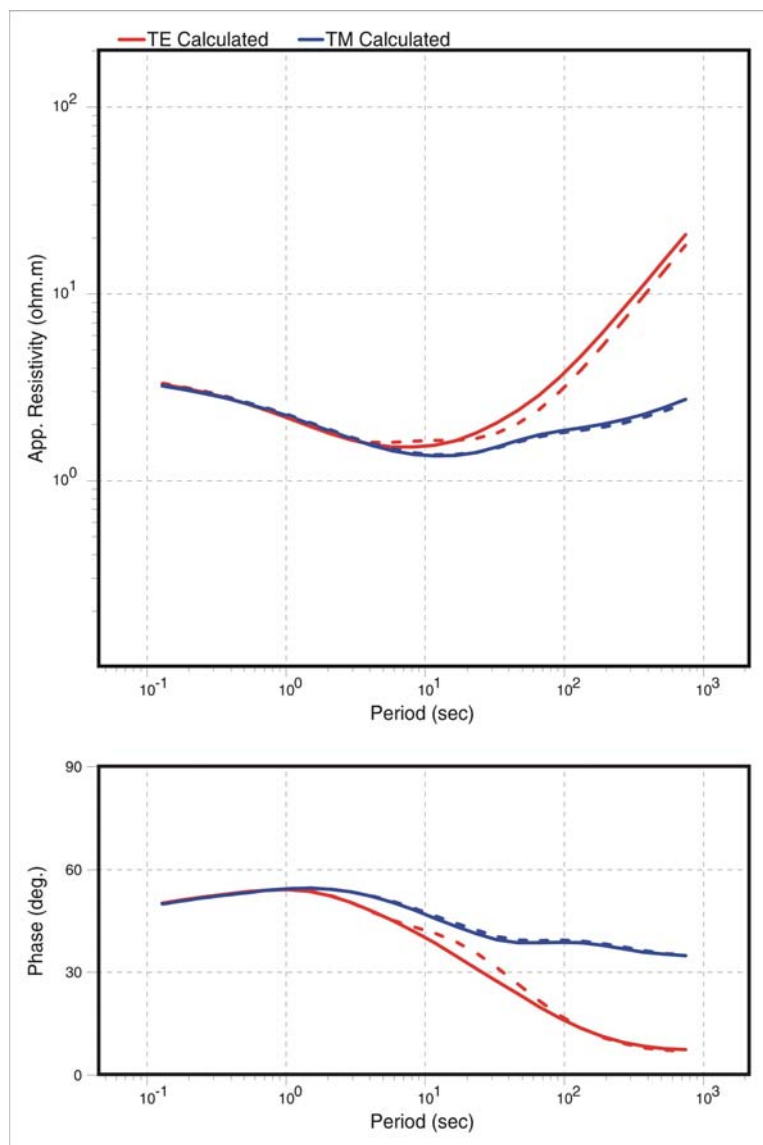 TE Calculated TM Calculated
10²
10¹
10⁰
App. Resistivity (ohm.m)
10⁻¹ 10⁰ 10¹ 10² 10³
Period (sec)
90
60
30
0
Phase (deg.)
10⁻¹ 10⁰ 10¹ 10² 10³
Period (sec)